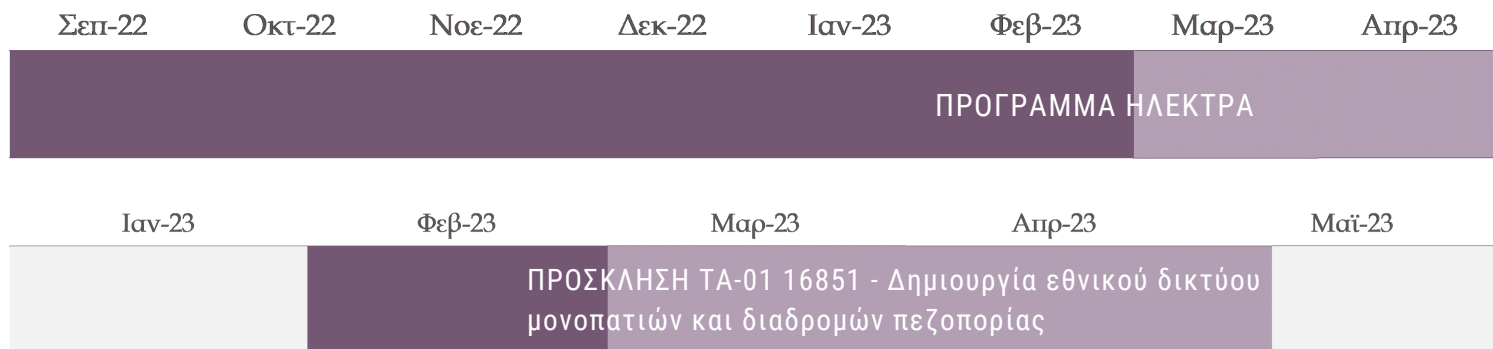 Σεπ-22 Οκτ-22 Νοε-22 Δεκ-22 Ιαν-23 Φεβ-23 Μαρ-23 Απρ-23
ΠΡΟΓΡΑΜΜΑ ΗΛΕΚΤΡΑ
Ιαν-23 Φεβ-23 Μαρ-23 Απρ-23 Μαϊ-23
ΠΡΟΣΚΛΗΣΗ ΤΑ-01 16851 - Δημιουργία εθνικού δικτύου
μονοπατιών και διαδρομών πεζοπορίας